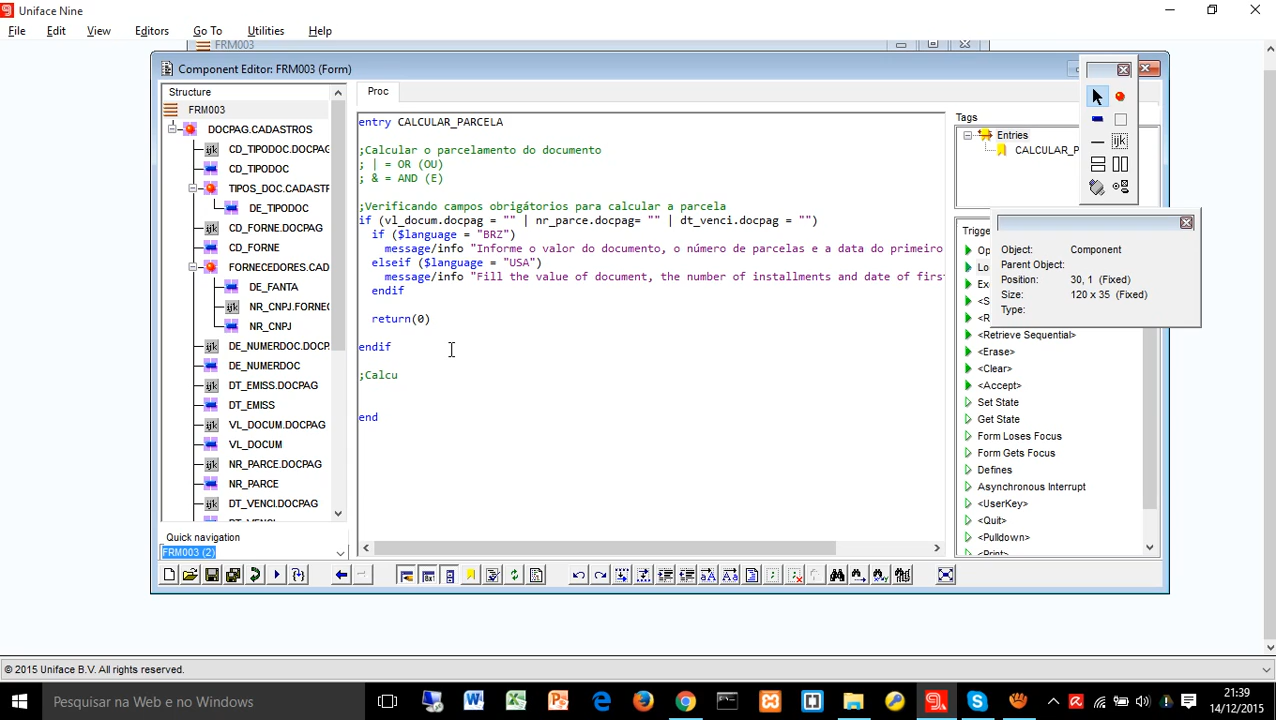 Uniface Nine
File Edit View Editors Go To Utilities Help
FRM003
Component Editor: FRM003 (Form)
Structure
FRM003
DOCPAG.CADASTROS
CD_TIPODOC.DOCPAG
CD_TIPODOC
TIPOS_DOC.CADAST
DE_TIPODOC
CD_FORNE.DOCPAG
CD_FORNE
FORNECEDORES.CAD
DE_FANTA
NR_CNPJ.FORNEC
NR_CNPJ
DE_NUMERDOC.DOCP
DE_NUMERDOC
DT_EMISS.DOCPAG
DT_EMISS
VL_DOCUM.DOCPAG
VL_DOCUM
NR_PARCE.DOCPAG
NR_PARCE
DT_VENCI.DOCPAG
Quick navigation
FRM003 (2)
Proc
entry CALCULAR_PARCELA
;Calcular o parcelamento do documento
; | = OR (OU)
; & = AND (E)
;Verificando campos obrigátorios para calcular a parcela
if (vl_docum.docpag = "" | nr_parce.docpag= "" | dt_venci.docpag = "")
if ($language = "BRZ")
message/info "Informe o valor do documento, o número de parcelas e a data do primeiro
elseif ($language = "USA")
message/info "Fill the value of document, the number of installments and date of firs
endif
return(0)
endif
;Calcu
end
Tags
Entries
CALCULAR_P
Trigge
Object: Component
Parent Object:
Position: 30, 1 (Fixed)
Size: 120 x 35 (Fixed)
Type:
<Retrieve Sequential>
<Erase>
<Clear>
<Accept>
Set State
Get State
Form Loses Focus
Form Gets Focus
Defines
Asynchronous Interrupt
<UserKey>
<Quit>
<Pulldown>
<Print>
© 2015 Uniface B.V. All rights reserved.
Pesquisar na Web e no Windows
21:39
14/12/2015